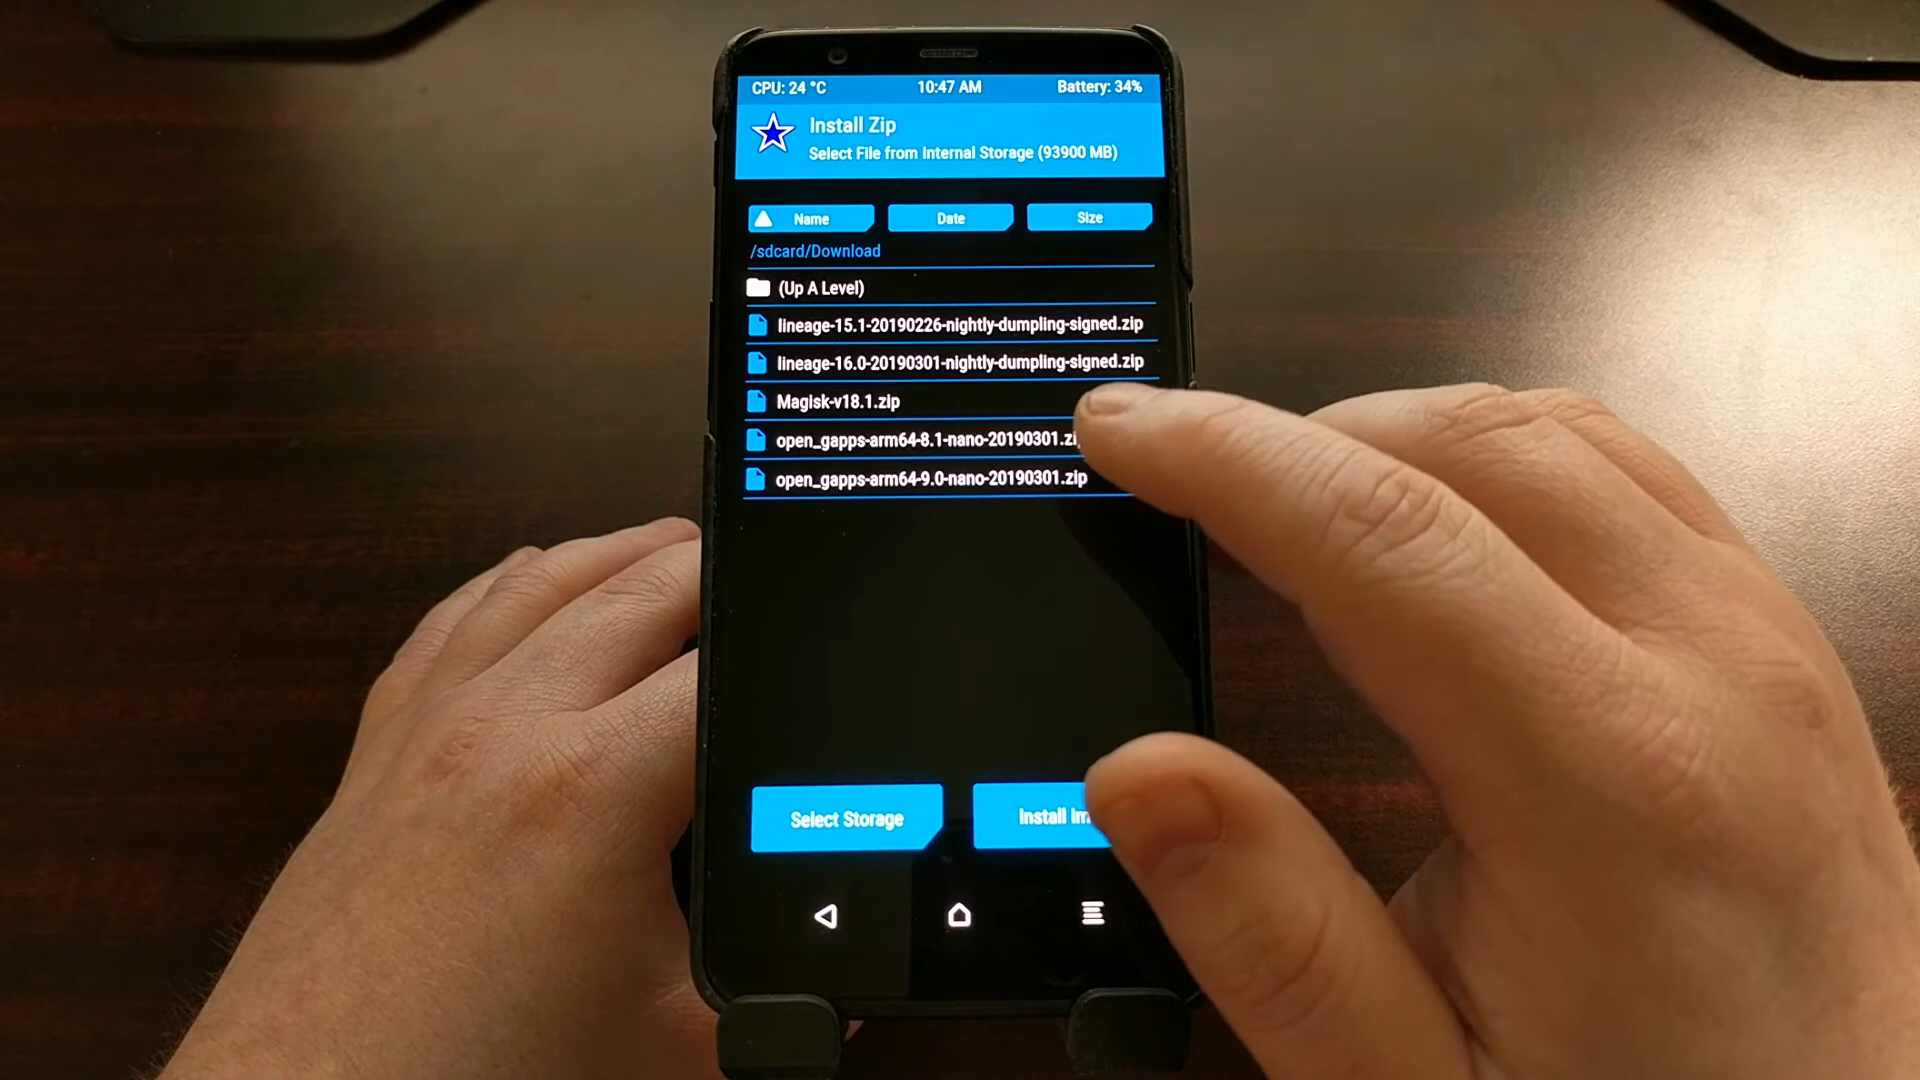 CPU: 24 °C 10:47 AM Battery: 34%
Install Zip
Select File from Internal Storage (93900 MB)
Name Date Size
/sdcard/Download
(Up A Level)
lineage-15.1-20190226-nightly-dumpling-signed.zip
lineage-16.0-20190301-nightly-dumpling-signed.zip
Magisk-v18.1.zip
open_gapps-arm64-8.1-nano-20190301.zip
open_gapps-arm64-9.0-nano-20190301.zip
Select Storage Install